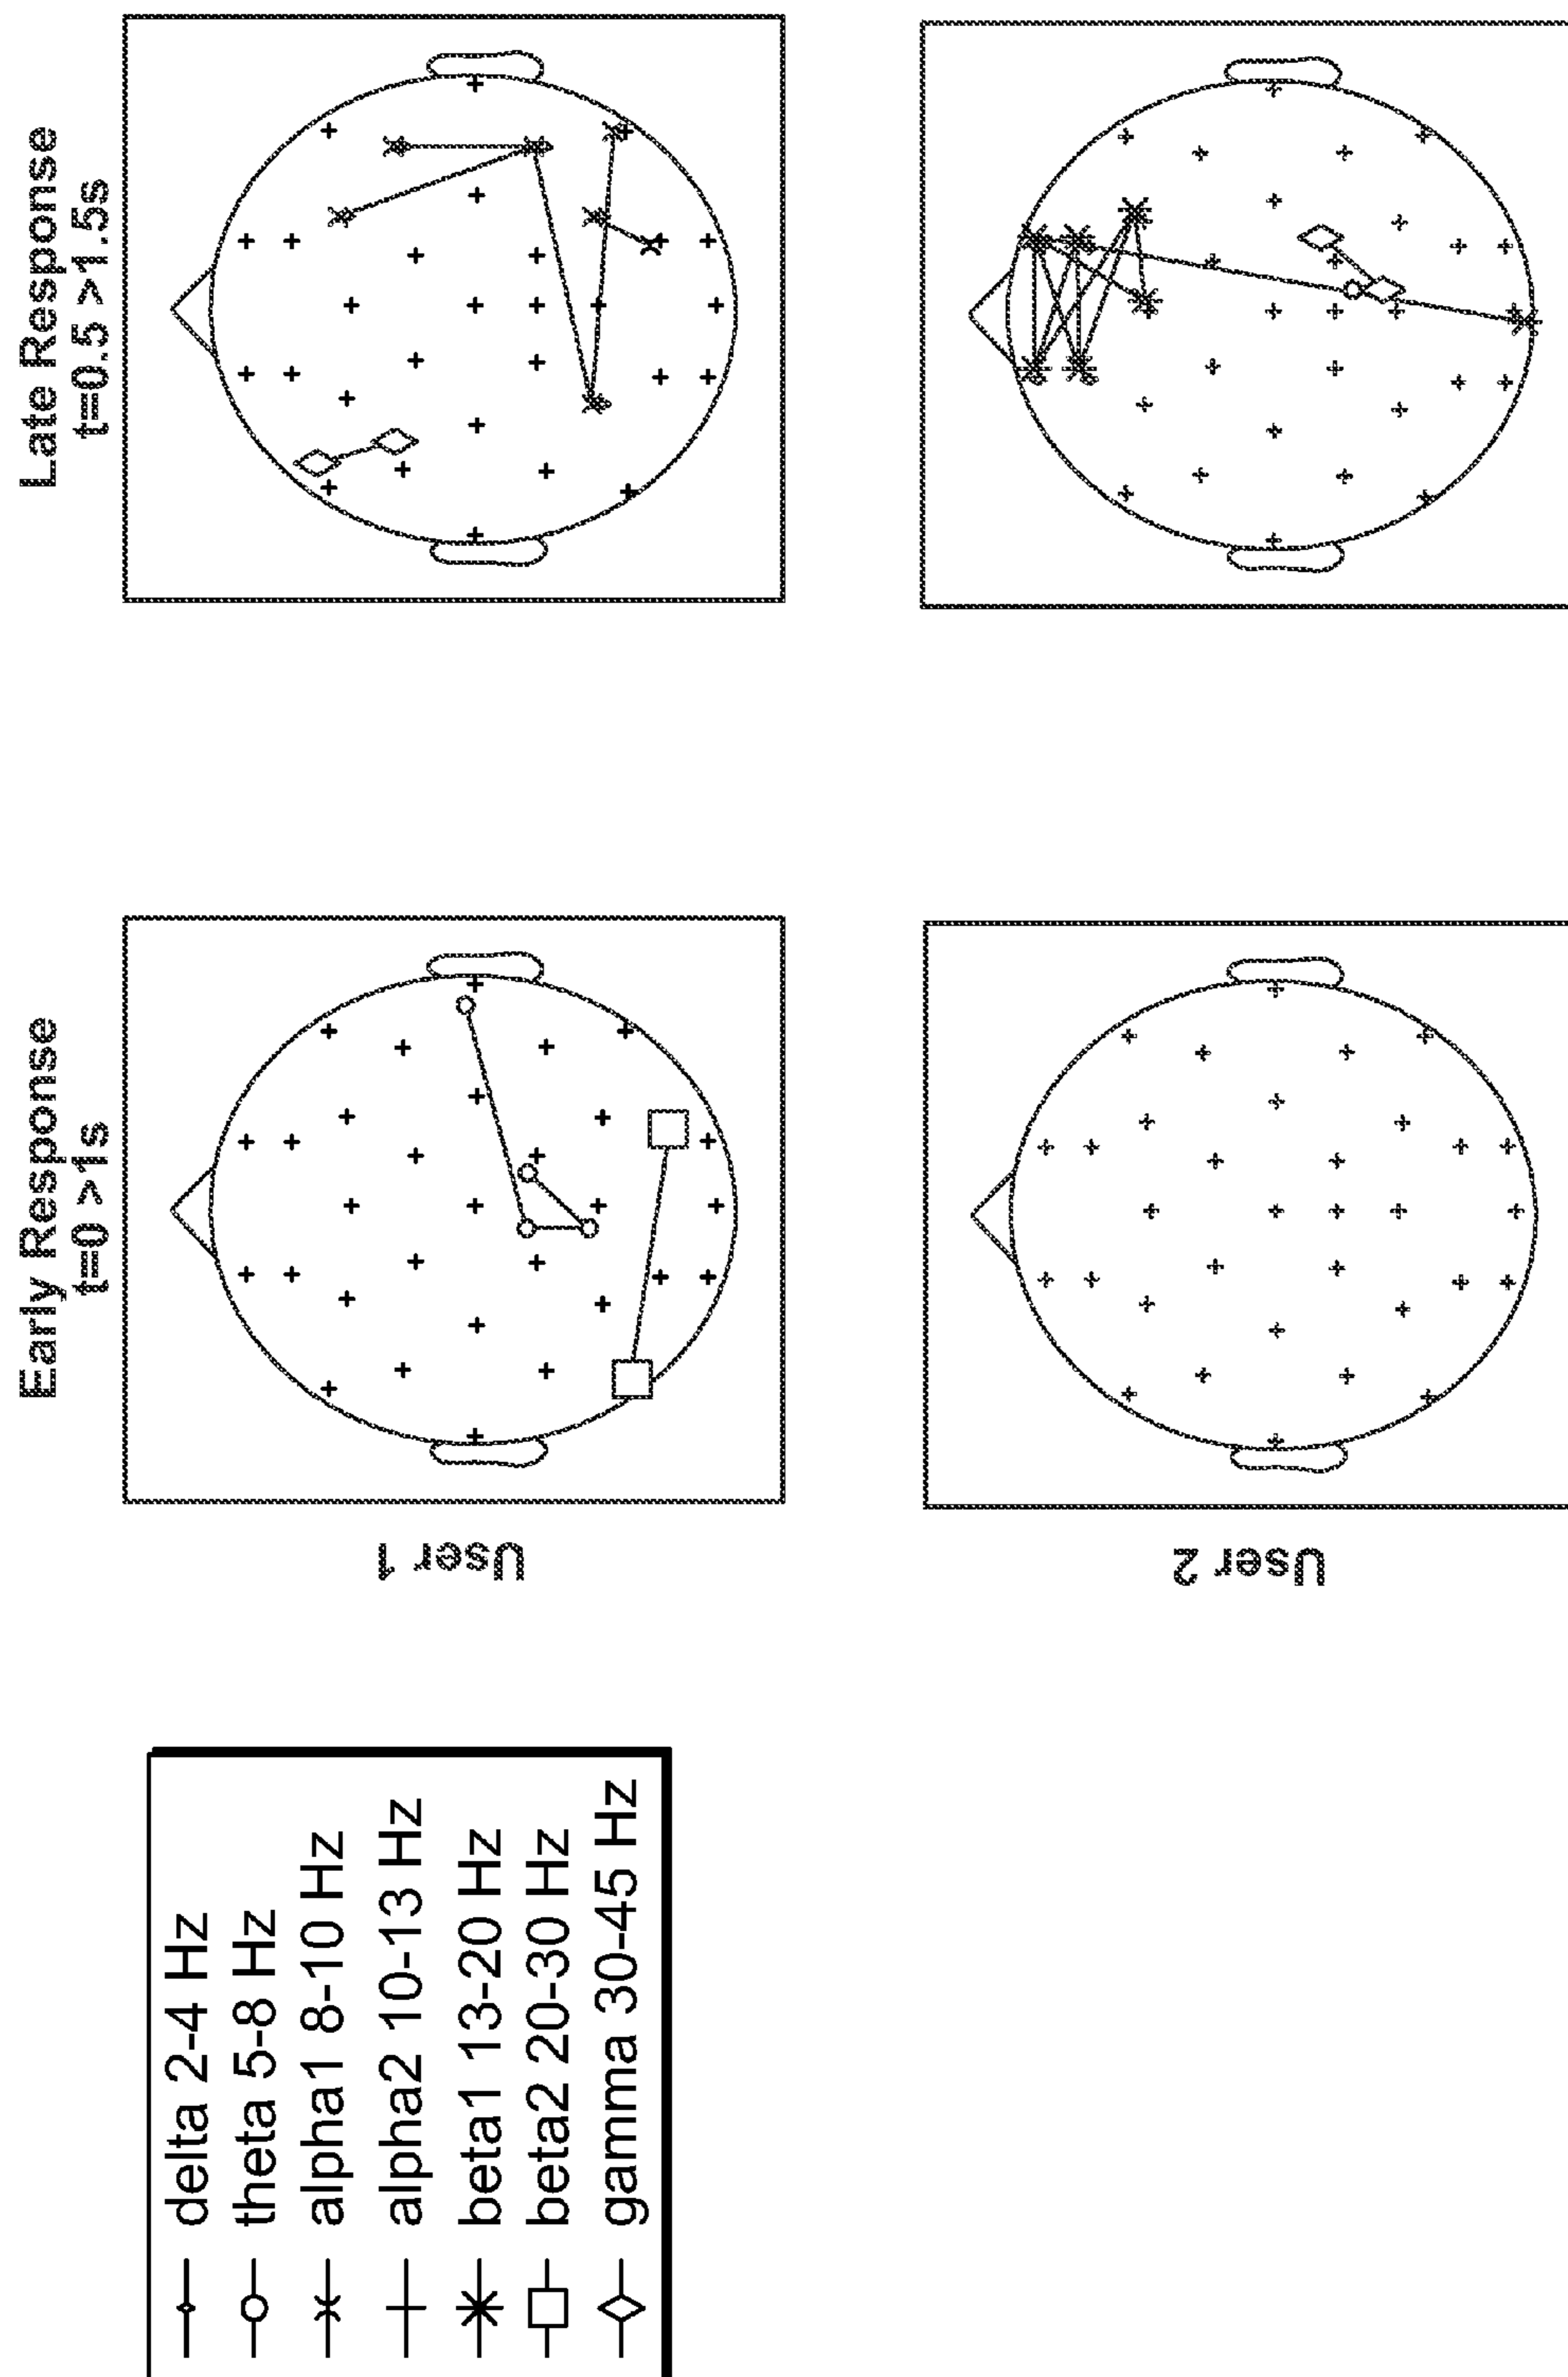 Early Response
t=0 >1s
Late Response
t=0.5 >1.5s
User 1
User 2
delta 2-4 Hz
theta 5-8 Hz
alpha1 8-10 Hz
alpha2 10-13 Hz
beta1 13-20 Hz
beta2 20-30 Hz
gamma 30-45 Hz